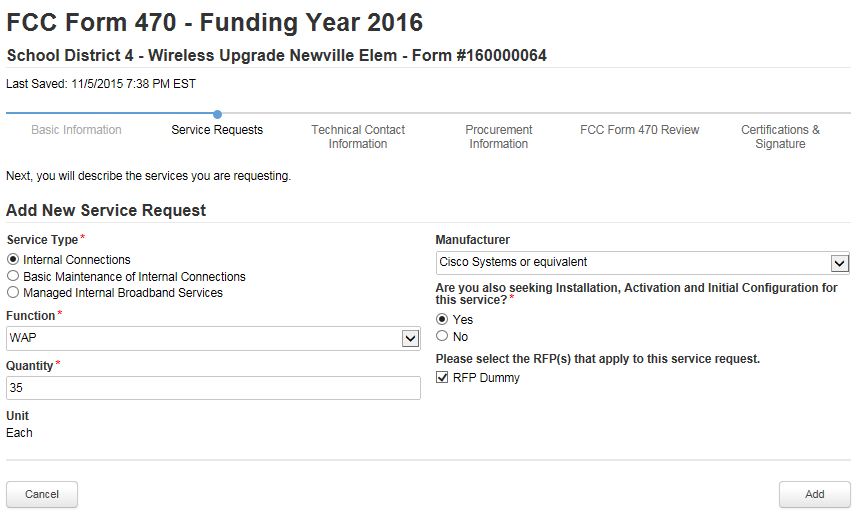 FCC Form 470 - Funding Year 2016
School District 4 - Wireless Upgrade Newville Elem - Form #160000064
Last Saved: 11/5/2015 7:38 PM EST
Basic Information
Service Requests
Technical Contact
Information
Procurement
Information
FCC Form 470 Review
Certifications &
Signature
Next, you will describe the services you are requesting.
Add New Service Request
Service Type*
Internal Connections
Basic Maintenance of Internal Connections
Managed Internal Broadband Services
Function*
WAP
Quantity*
35
Unit
Each
Manufacturer
Cisco Systems or equivalent
Are you also seeking Installation, Activation and Initial Configuration for
this service?*
Yes
No
Please select the RFP(s) that apply to this service request.
RFP Dummy
Cancel
Add